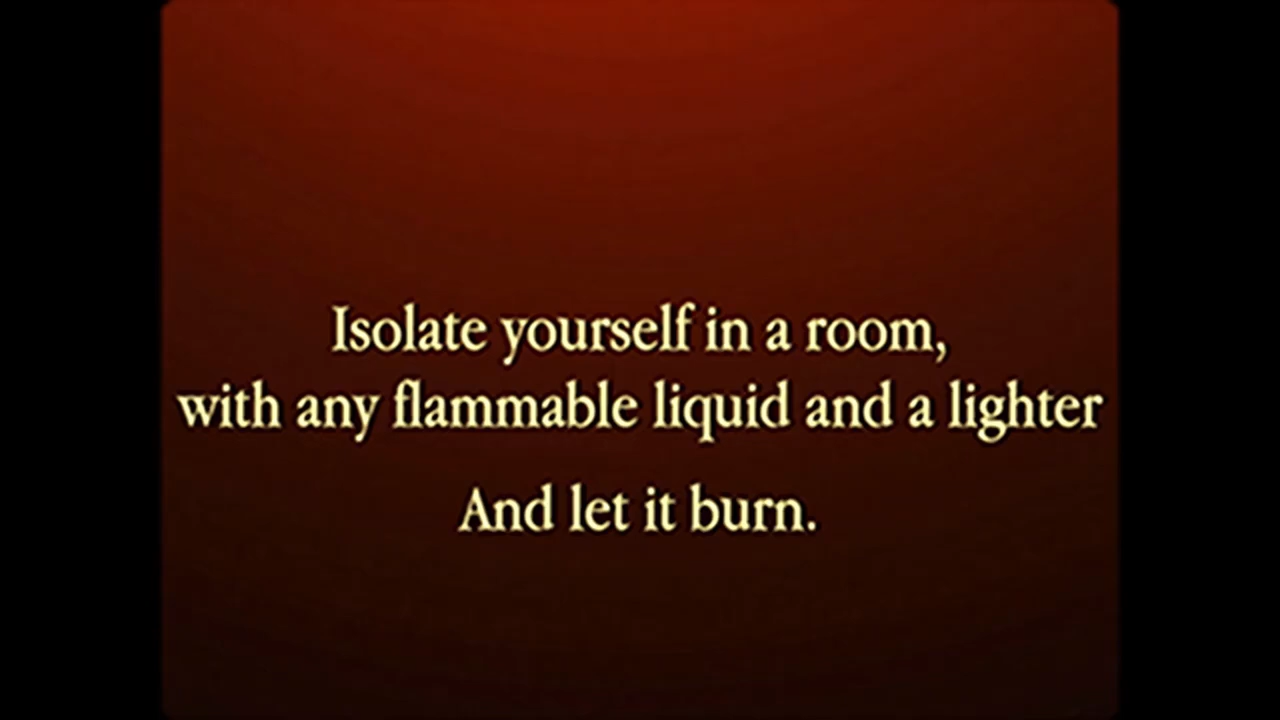 Isolate yourself in a room,
with any flammable liquid and a lighter
And let it burn.